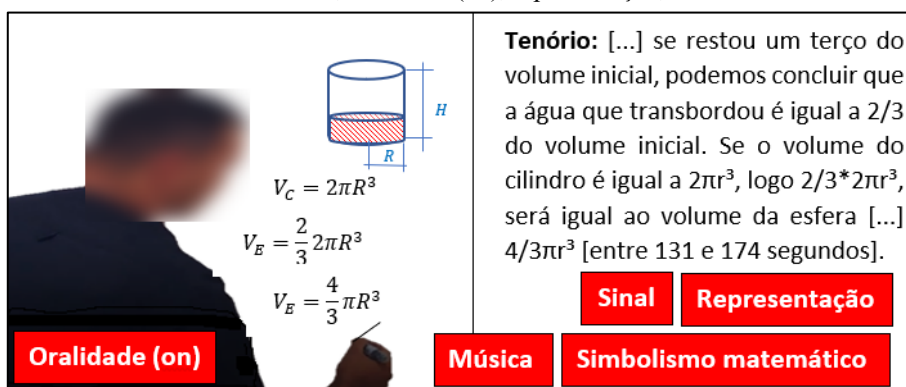 H
R
V_C = 2πR³
V_E = 2/3 2πR³
V_E = 4/3 πR³
Oralidade (on)
Tenório: [...] se restou um terço do
volume inicial, podemos concluir que
a água que transbordou é igual a 2/3
do volume inicial. Se o volume do
cilindro é igual a 2πr³, logo 2/3*2πr³,
será igual ao volume da esfera [...]
4/3πr³ [entre 131 e 174 segundos].
Sinal
Representação
Música
Simbolismo matemático